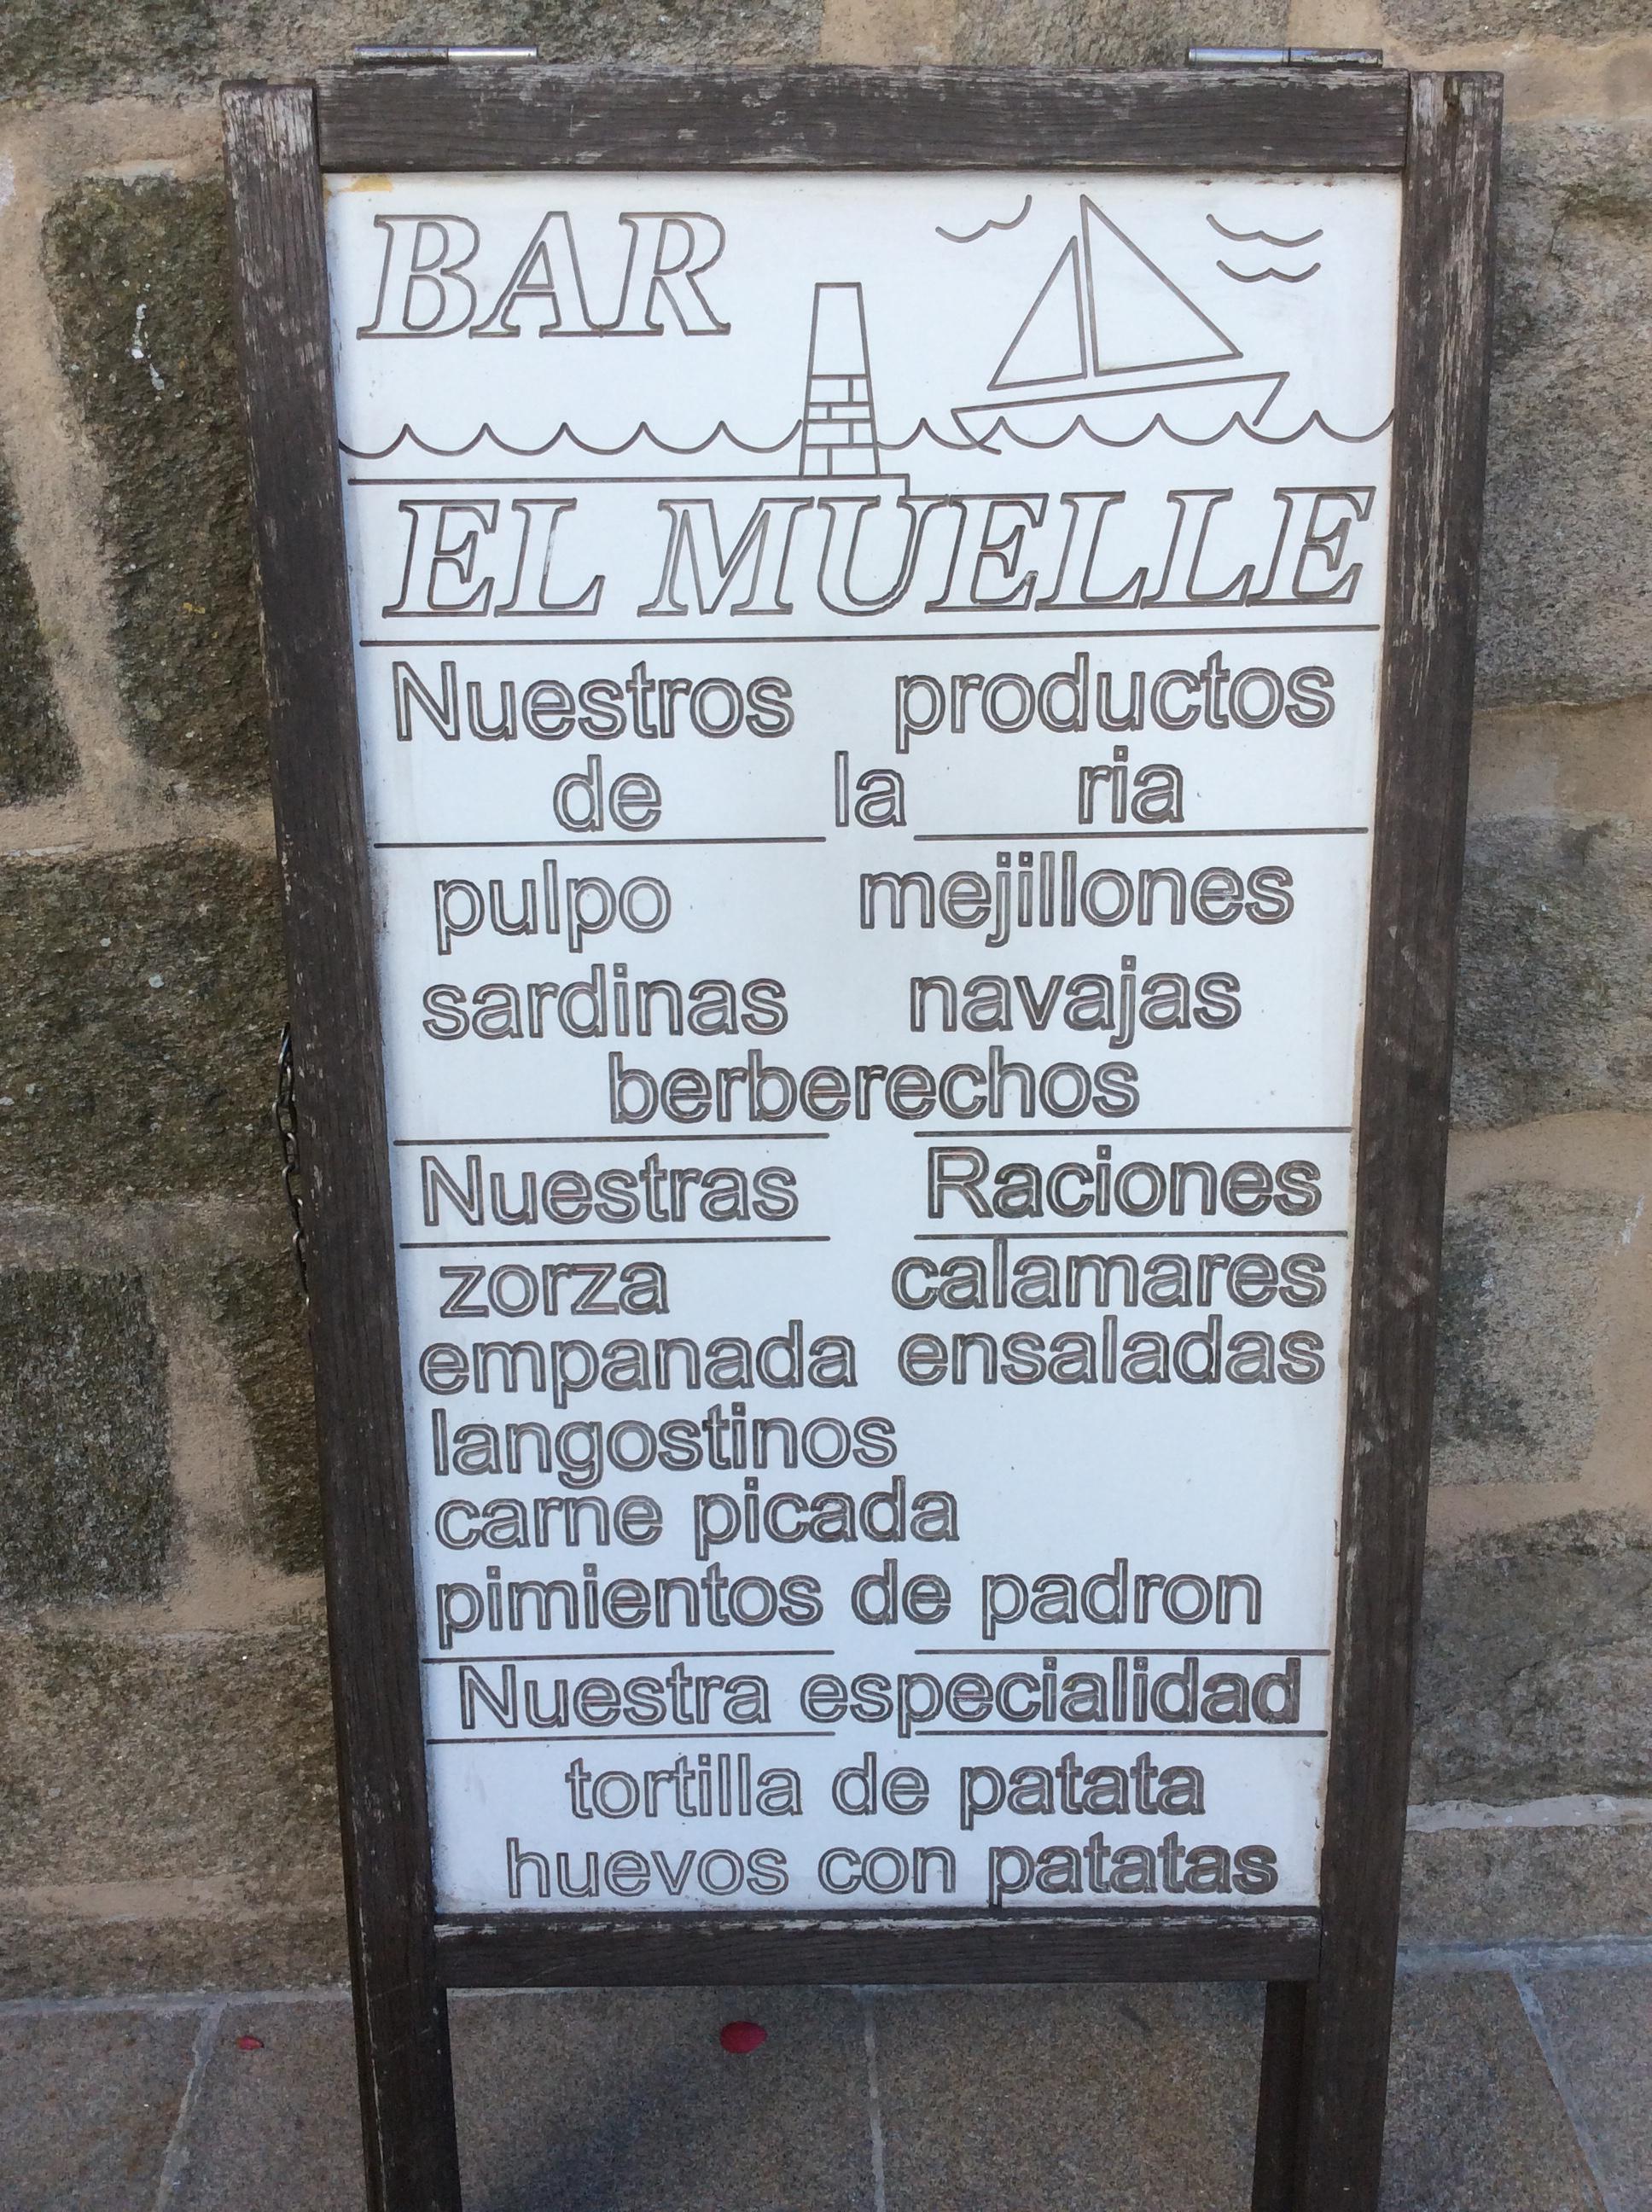 BAR
EL MUELLE
Nuestros productos
de la ria
pulpo mejillones
sardinas navajas
berberechos
Nuestras Raciones
zorza calamares
empanada ensaladas
langostinos
carne picada
pimientos de padron
Nuestra especialidad
tortilla de patata
huevos con patatas